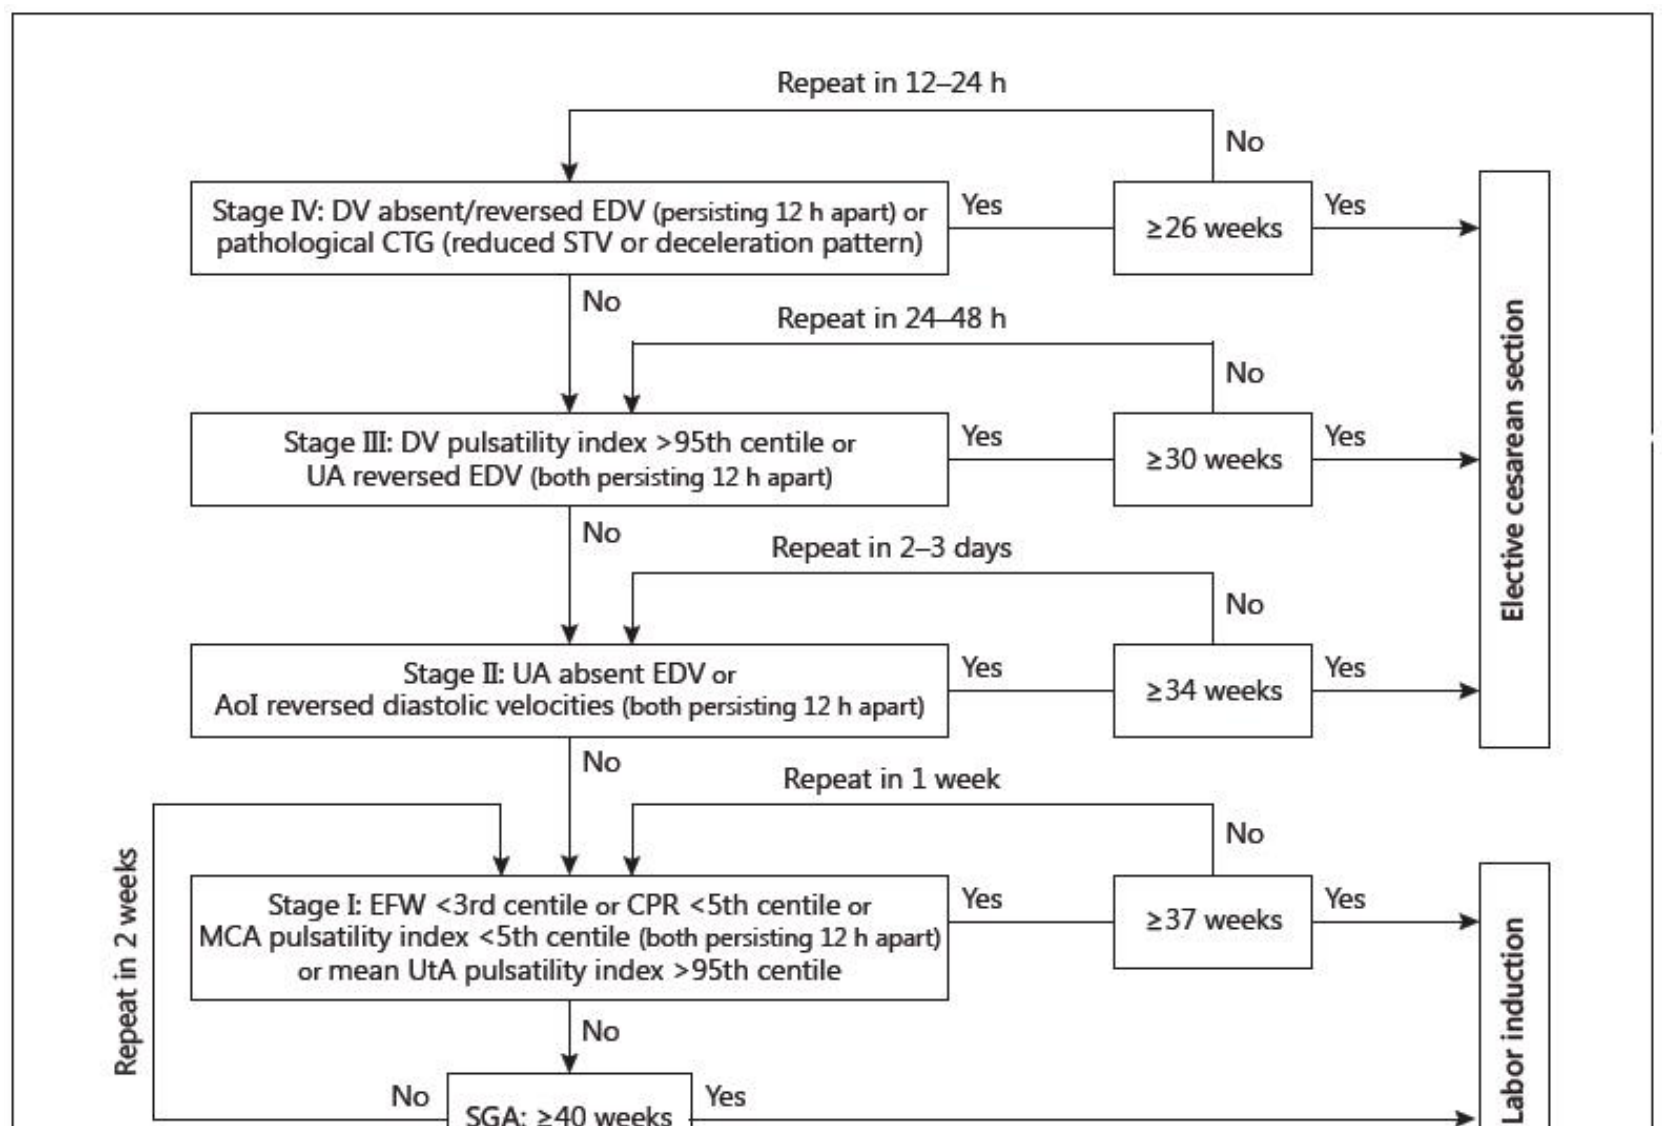 Repeat in 12–24 h
No
Stage IV: DV absent/reversed EDV (persisting 12 h apart) or
pathological CTG (reduced STV or deceleration pattern)
Yes
≥26 weeks
Yes
No
Repeat in 24–48 h
No
Stage III: DV pulsatility index >95th centile or
UA reversed EDV (both persisting 12 h apart)
Yes
≥30 weeks
Yes
Elective cesarean section
No
Repeat in 2–3 days
No
Stage II: UA absent EDV or
AoI reversed diastolic velocities (both persisting 12 h apart)
Yes
≥34 weeks
Yes
No
Repeat in 1 week
No
Repeat in 2 weeks
Stage I: EFW <3rd centile or CPR <5th centile or
MCA pulsatility index <5th centile (both persisting 12 h apart)
or mean UtA pulsatility index >95th centile
Yes
≥37 weeks
Yes
Labor induction
No
No
SGA: ≥40 weeks
Yes